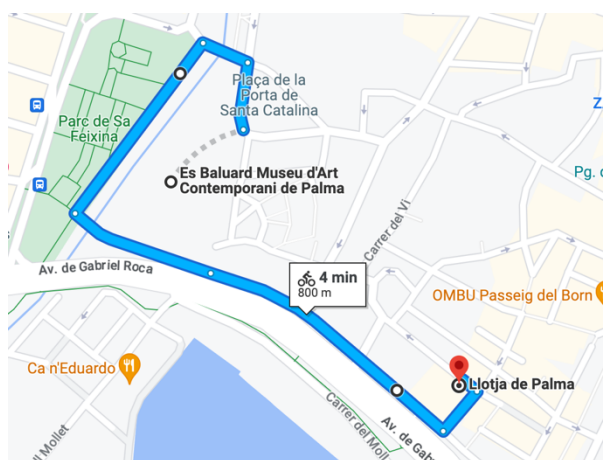 Plaça de la
Porta de
Santa Catalina
Parc de Sa
Feixina
Es Baluard Museu d'Art
Contemporani de Palma
Carrer del Vi
Pg.
Av. de Gabriel Roca
4 min
800 m
OMBU Passeig del Born
Ca n'Eduardo
Llotja de Palma
Carrer del Moll
Av. de Gab
Mollet